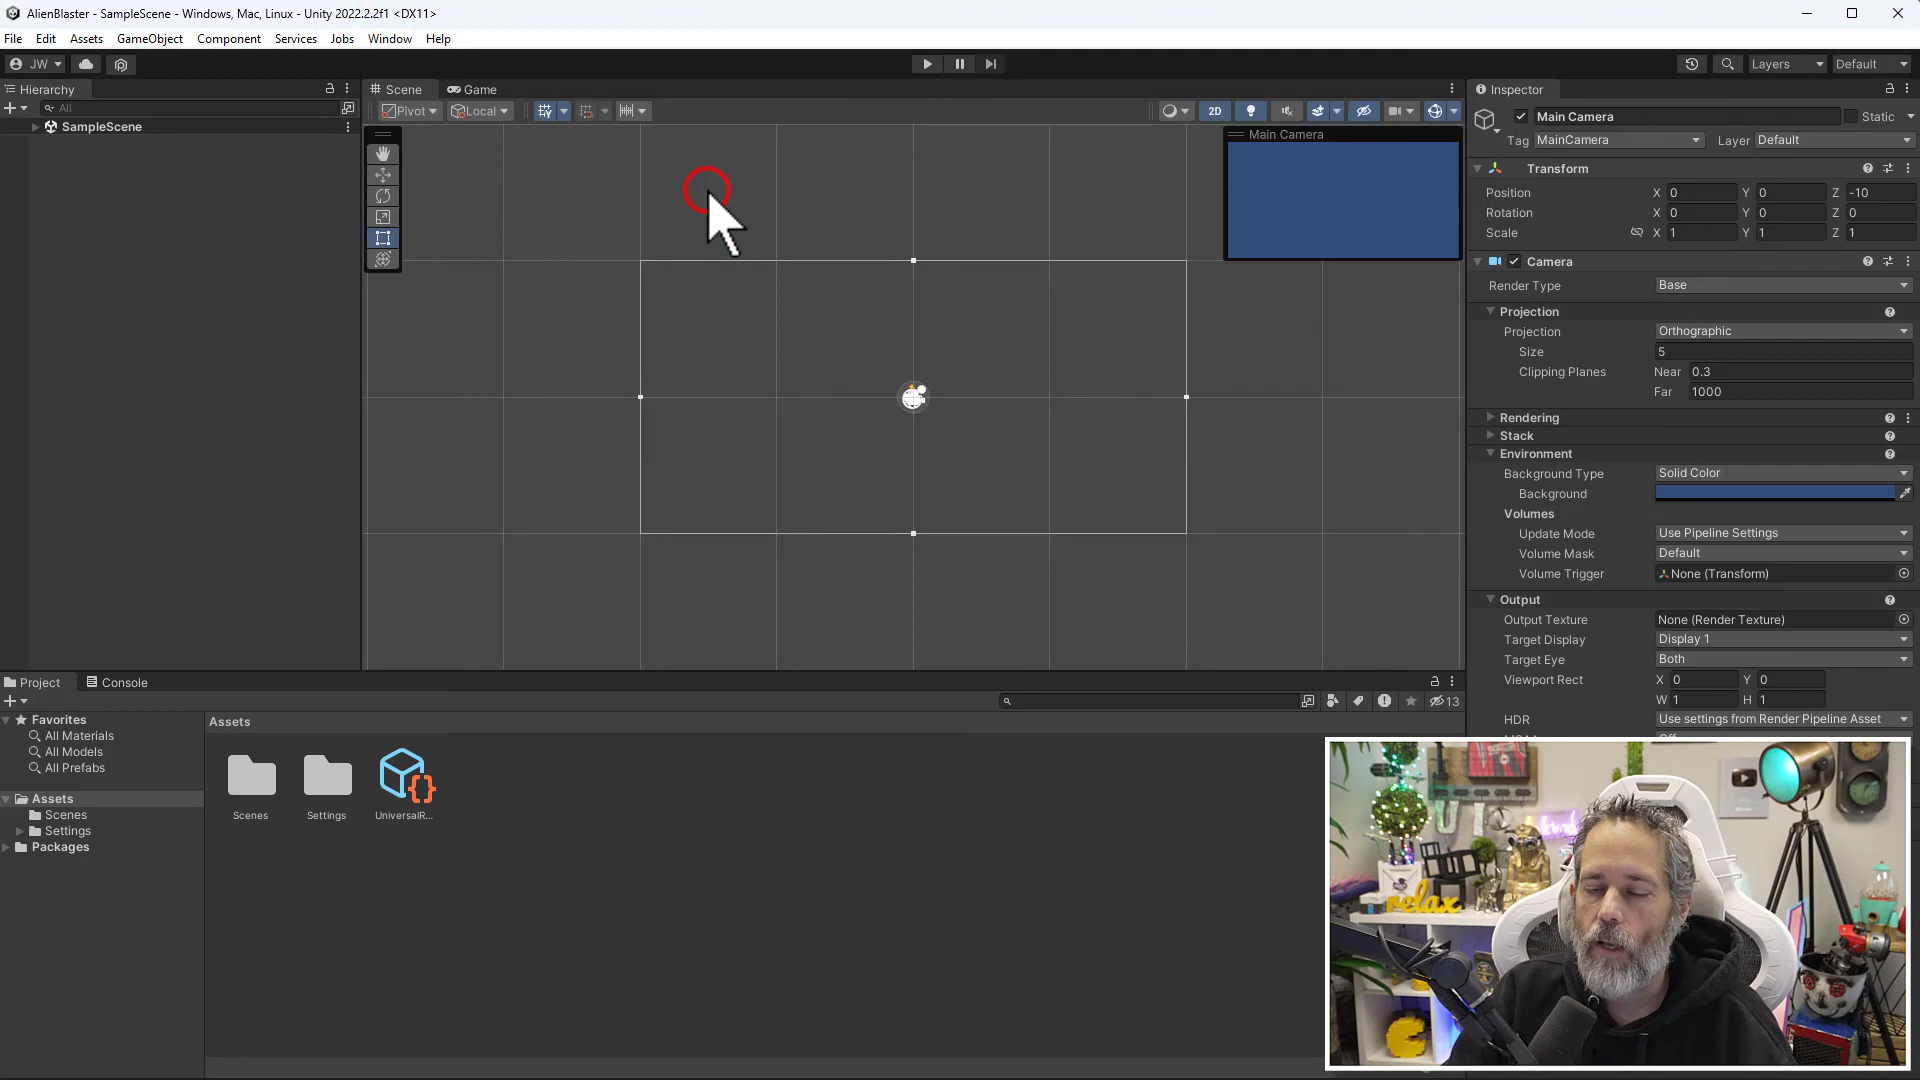 AlienBlaster - SampleScene - Windows, Mac, Linux - Unity 2022.2.2f1 <DX11>
File Edit Assets GameObject Component Services Jobs Window Help
JW Layers Default
Hierarchy
All
SampleScene
Scene Game
Pivot Local 2D
Main Camera
Inspector
Main Camera Static
Tag MainCamera Layer Default
Transform
Position X 0 Y 0 Z -10
Rotation X 0 Y 0 Z 0
Scale X 1 Y 1 Z 1
Camera
Render Type Base
Projection
Projection Orthographic
Size 5
Clipping Planes Near 0.3
Far 1000
Rendering
Stack
Environment
Background Type Solid Color
Background
Volumes
Update Mode Use Pipeline Settings
Volume Mask Default
Volume Trigger None (Transform)
Output
Output Texture None (Render Texture)
Target Display Display 1
Target Eye Both
Viewport Rect X 0 Y 0
W 1 H 1
HDR Use settings from Render Pipeline Asset
Project Console
13
Favorites
All Materials
All Models
All Prefabs
Assets
Scenes
Settings
Packages
Assets
Scenes Settings UniversalR...
relax